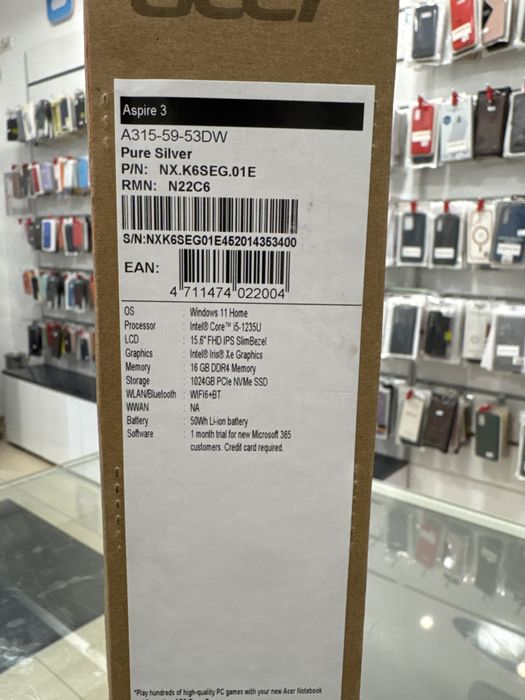 acer
Aspire 3
A315-59-53DW
Pure Silver
P/N: NX.K6SEG.01E
RMN: N22C6
S/N:NXK6SEG01E452014353400
EAN:
4 711474 022004
OS : Windows 11 Home
Processor : Intel® Core™ i5-1235U
LCD : 15.6" FHD IPS SlimBezel
Graphics : Intel® Iris® Xe Graphics
Memory : 16 GB DDR4 Memory
Storage : 1024GB PCIe NVMe SSD
WLAN/Bluetooth : WIFI6+BT
WWAN : NA
Battery : 50Wh Li-ion battery
Software : 1 month trial for new Microsoft 365
customers. Credit card required.
*Play hundreds of high-quality PC games with your new Acer Notebook